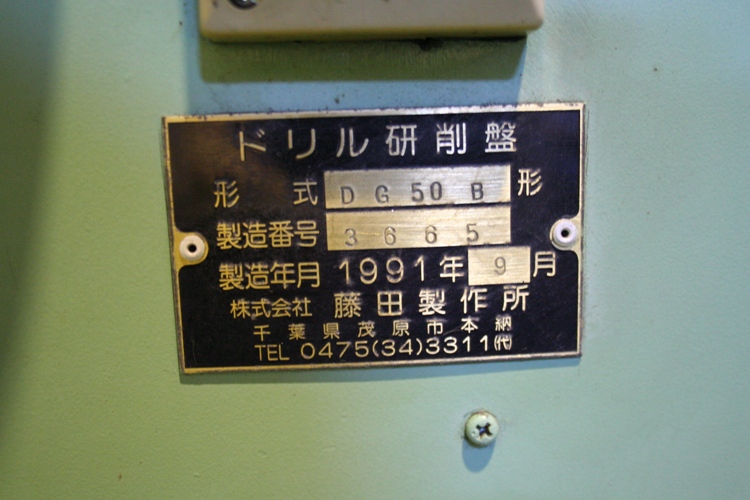 ドリル研削盤
形 式 DG50B 形
製造番号 3665
製造年月 1991年 9 月
株式会社 藤田製作所
千葉県茂原市本納
TEL 0475(34)3311(代)